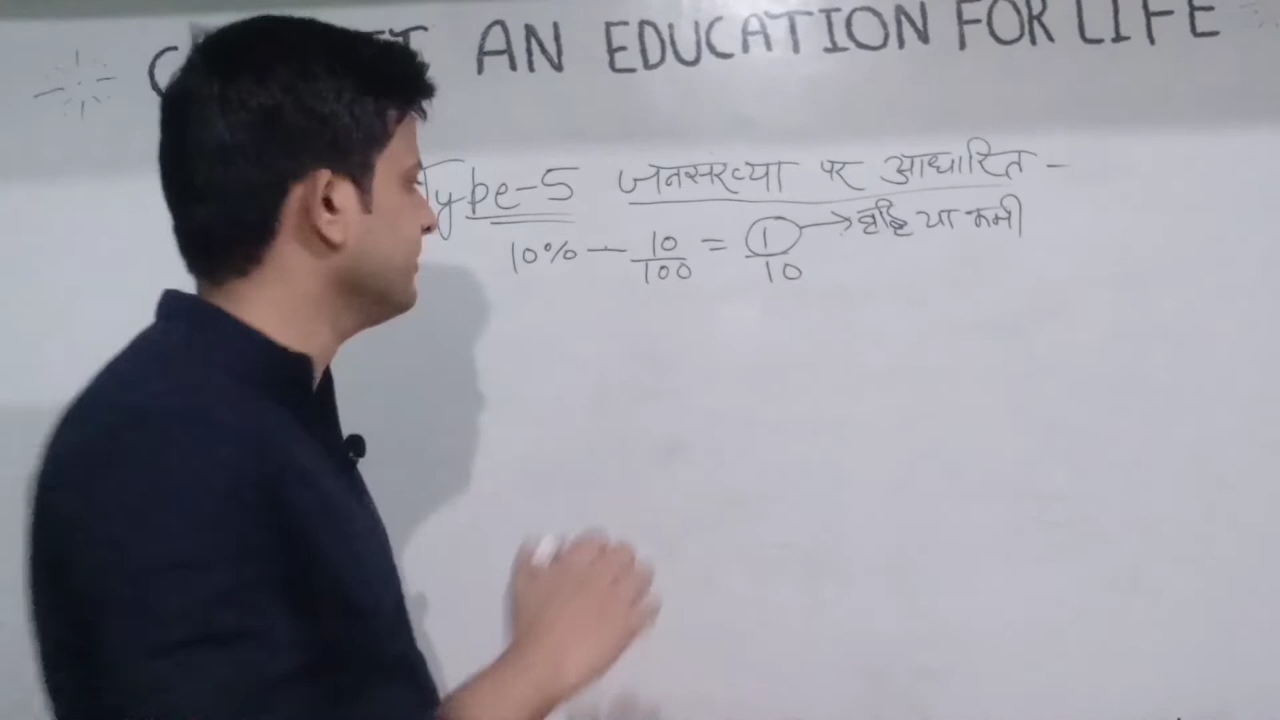 AN EDUCATION FOR LIFE
Type-5 जनसंख्या पर आधारित -
10% — 10/100 = 1/10 → वृद्धि या कमी